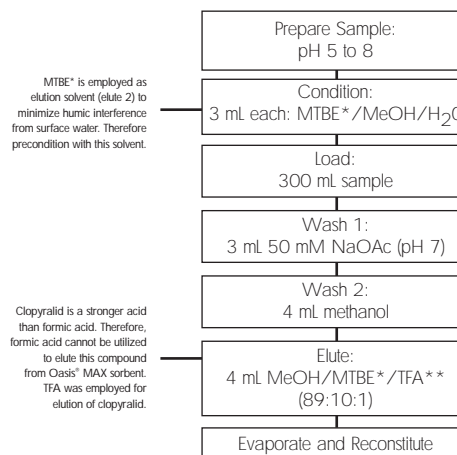 Prepare Sample:
pH 5 to 8
MTBE* is employed as
elution solvent (elute 2) to
minimize humic interference
from surface water. Therefore
precondition with this solvent.
Condition:
3 mL each: MTBE*/MeOH/H2O
Load:
300 mL sample
Wash 1:
3 mL 50 mM NaOAc (pH 7)
Wash 2:
4 mL methanol
Clopyralid is a stronger acid
than formic acid. Therefore,
formic acid cannot be utilized
to elute this compound
from Oasis® MAX sorbent.
TFA was employed for
elution of clopyralid.
Elute:
4 mL MeOH/MTBE*/TFA**
(89:10:1)
Evaporate and Reconstitute